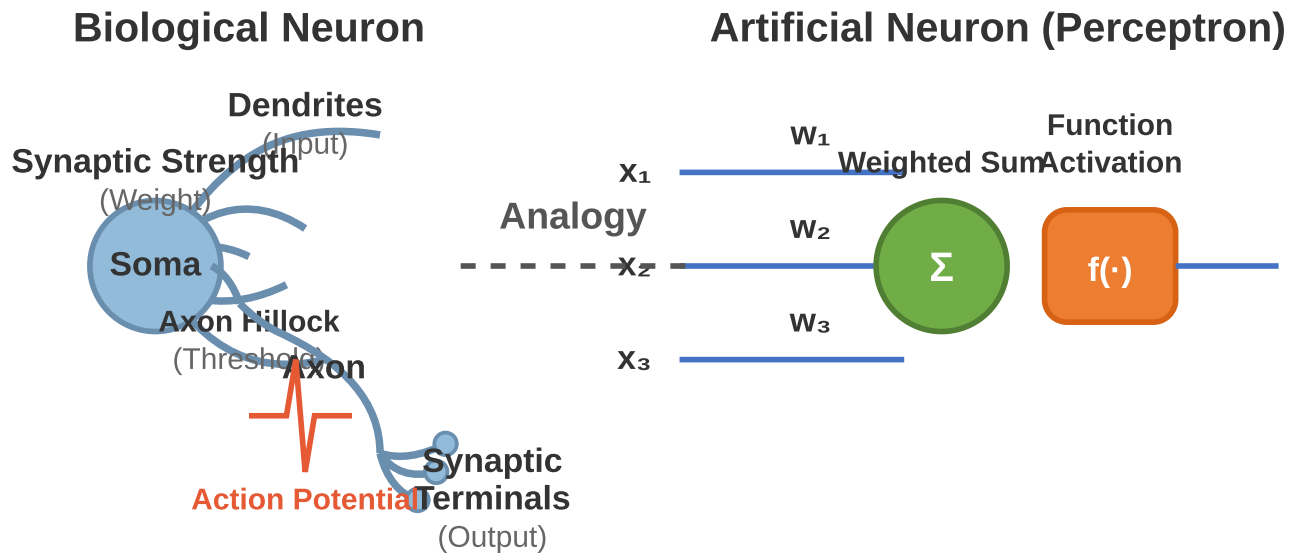 Biological Neuron
Dendrites
(Input)
Synaptic Strength
(Weight)
Soma
Axon Hillock
(Threshold)
Axon
Action Potential
Synaptic
Terminals
(Output)
Analogy
Artificial Neuron (Perceptron)
x₁
x₂
x₃
w₁
w₂
w₃
Weighted Sum
Σ
Function
Activation
f(·)